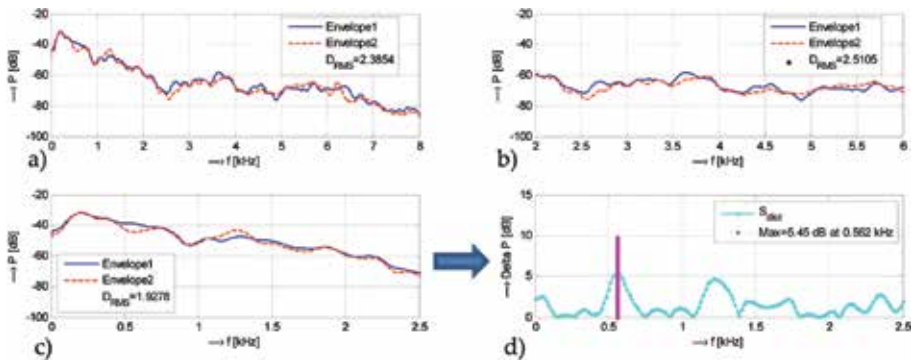 a)
-20
-40
-60
-80
-100
—> P [dB]
Envelope1
Envelope2
D_RMS=2.3854
0 1 2 3 4 5 6 7 8
—> f [kHz]
b)
-20
-40
-60
-80
-100
—> P [dB]
Envelope1
Envelope2
D_RMS=2.5105
2 2.5 3 3.5 4 4.5 5 5.5 6
—> f [kHz]
c)
-20
-40
-60
-80
-100
—> P [dB]
Envelope1
Envelope2
D_RMS=1.9278
0 0.5 1 1.5 2 2.5
—> f [kHz]
d)
15
10
5
0
—> Delta P [dB]
Max=5.45 dB at 0.562 kHz
0 0.5 1 1.5 2 2.5
—> f [kHz]